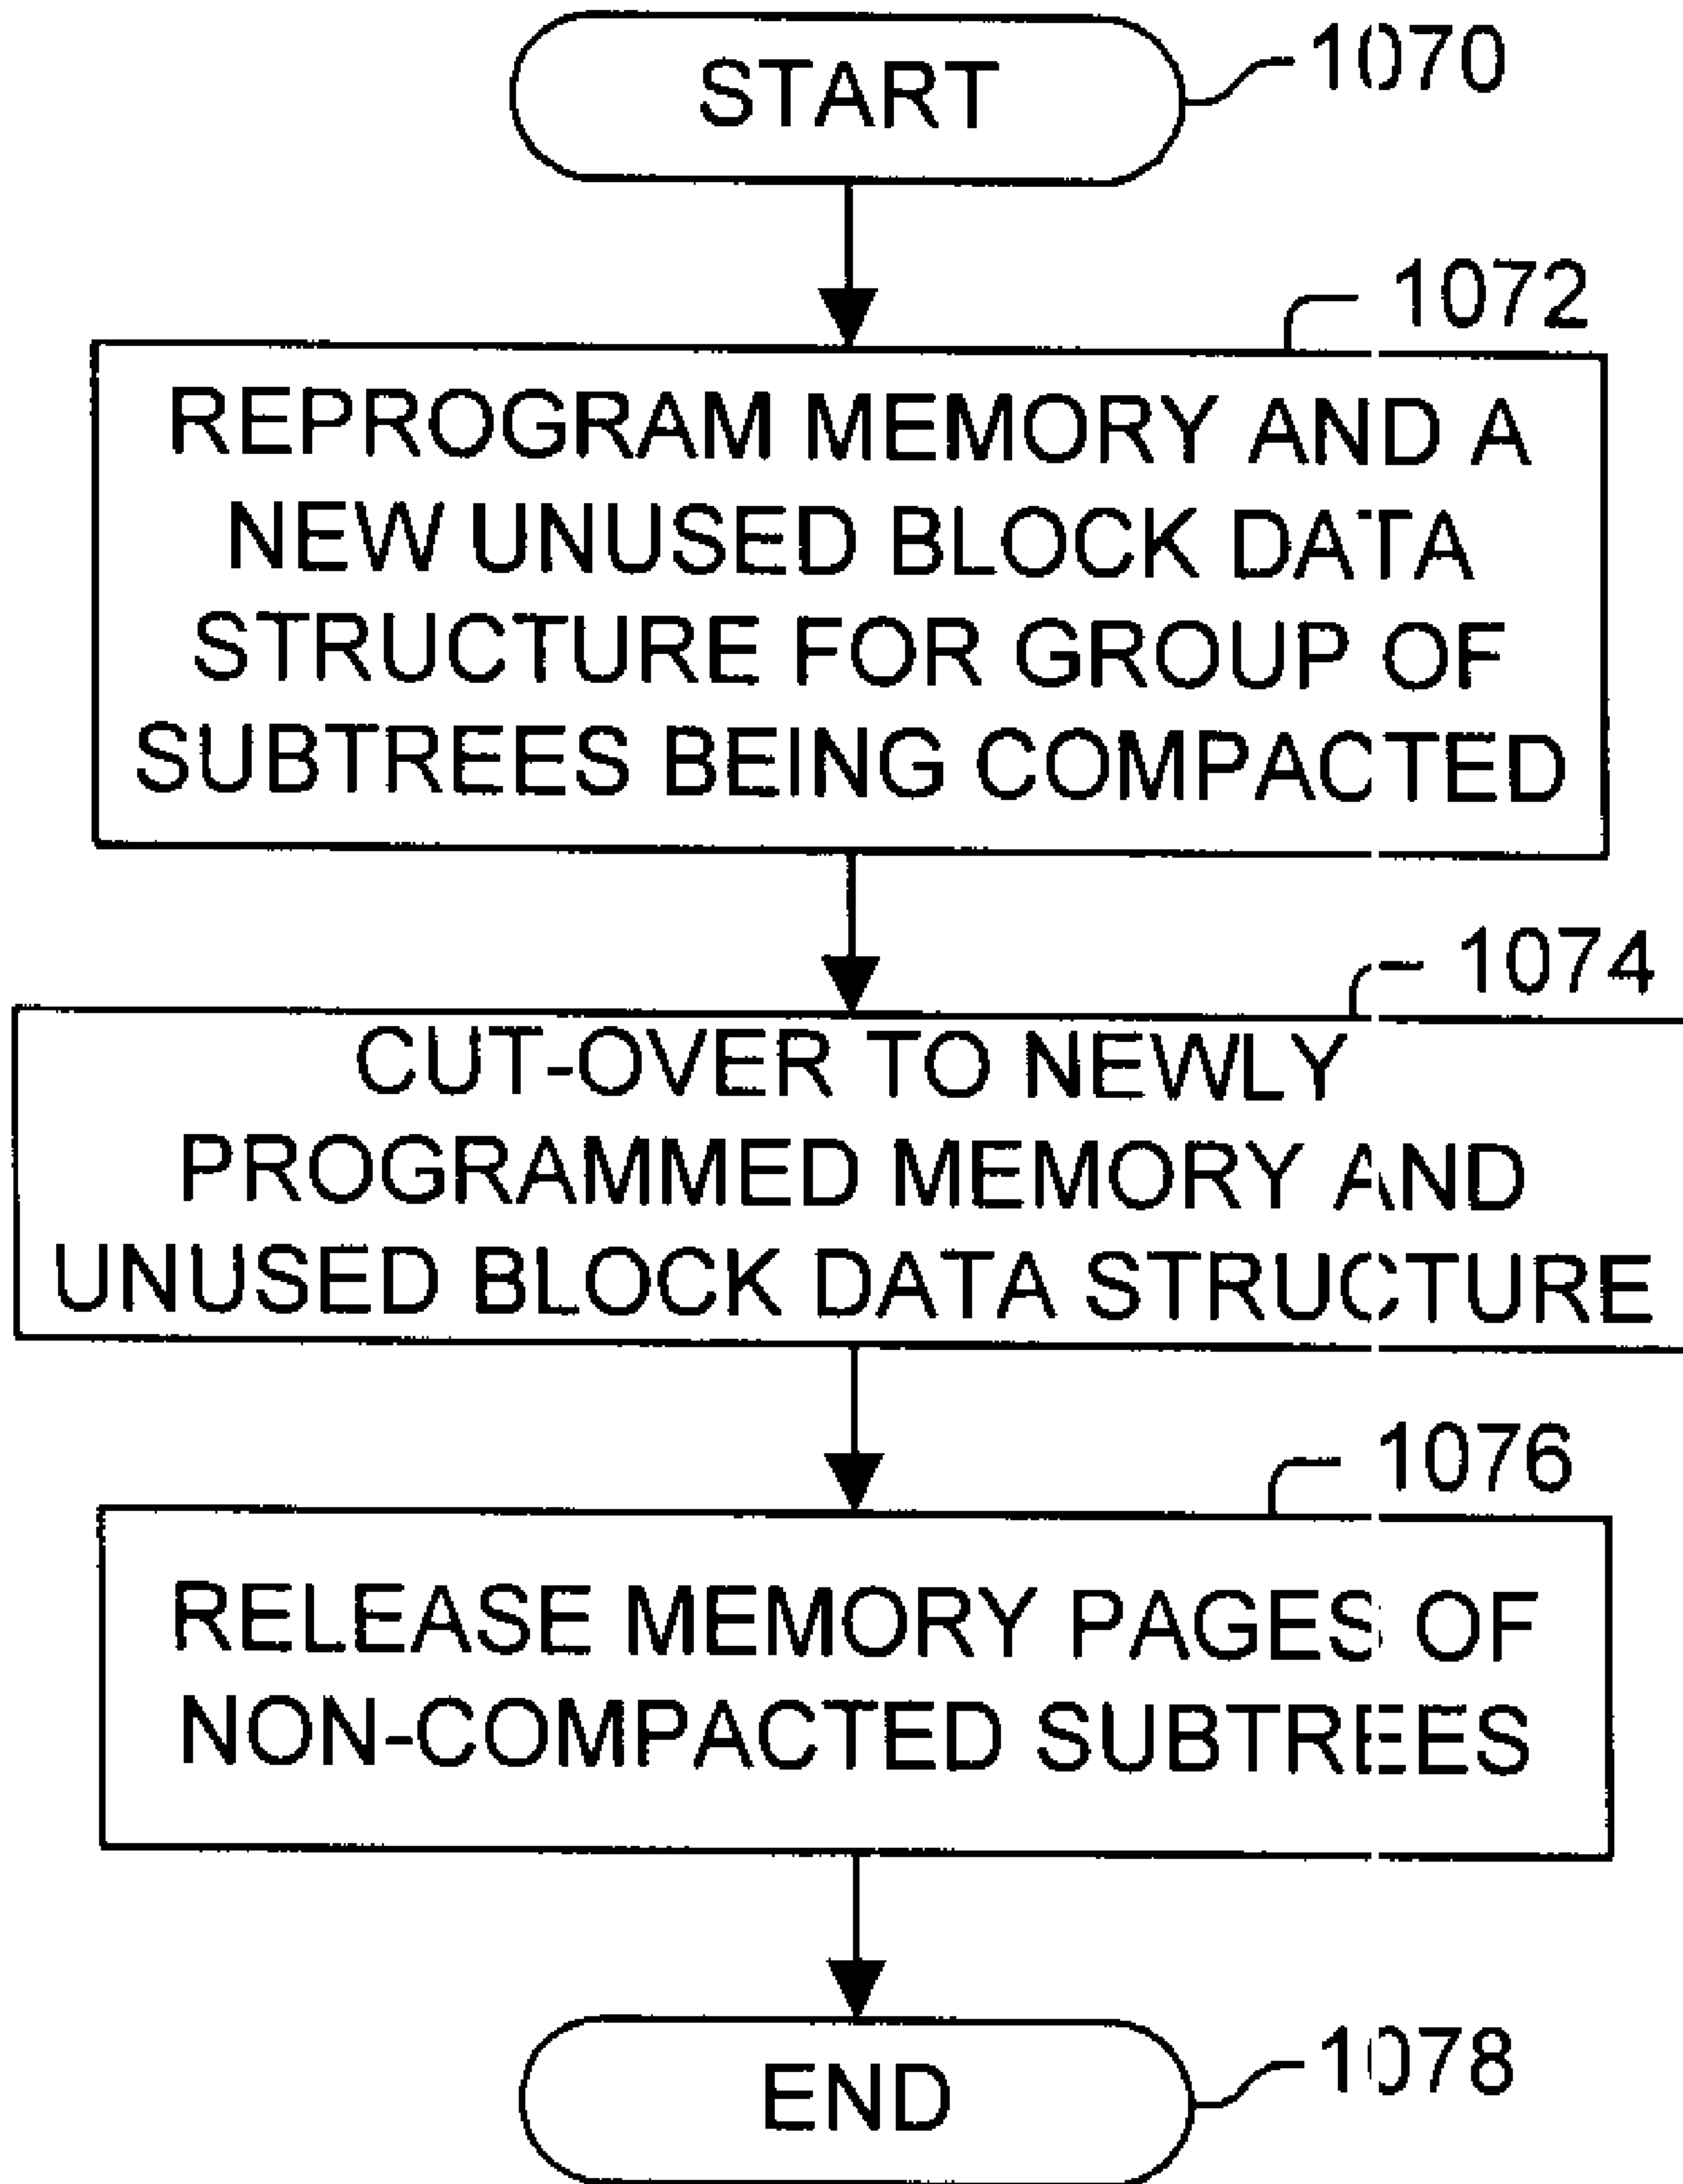 START
1070
1072
REPROGRAM MEMORY AND A
NEW UNUSED BLOCK DATA
STRUCTURE FOR GROUP OF
SUBTREES BEING COMPACTED
1074
CUT-OVER TO NEWLY
PROGRAMMED MEMORY AND
UNUSED BLOCK DATA STRUCTURE
1076
RELEASE MEMORY PAGES OF
NON-COMPACTED SUBTREES
END
1078